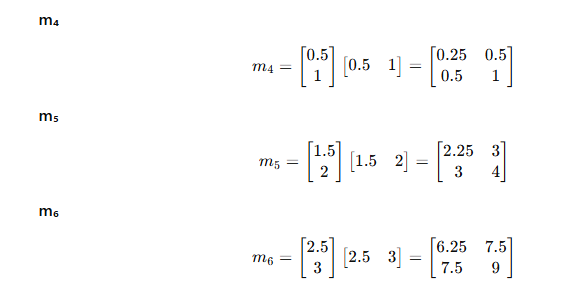 m₄
m₄ = [0.5 1] [0.5 1] = [0.25 0.5 0.5 1]
m₅
m₅ = [1.5 2] [1.5 2] = [2.25 3 3 4]
m₆
m₆ = [2.5 3] [2.5 3] = [6.25 7.5 7.5 9]